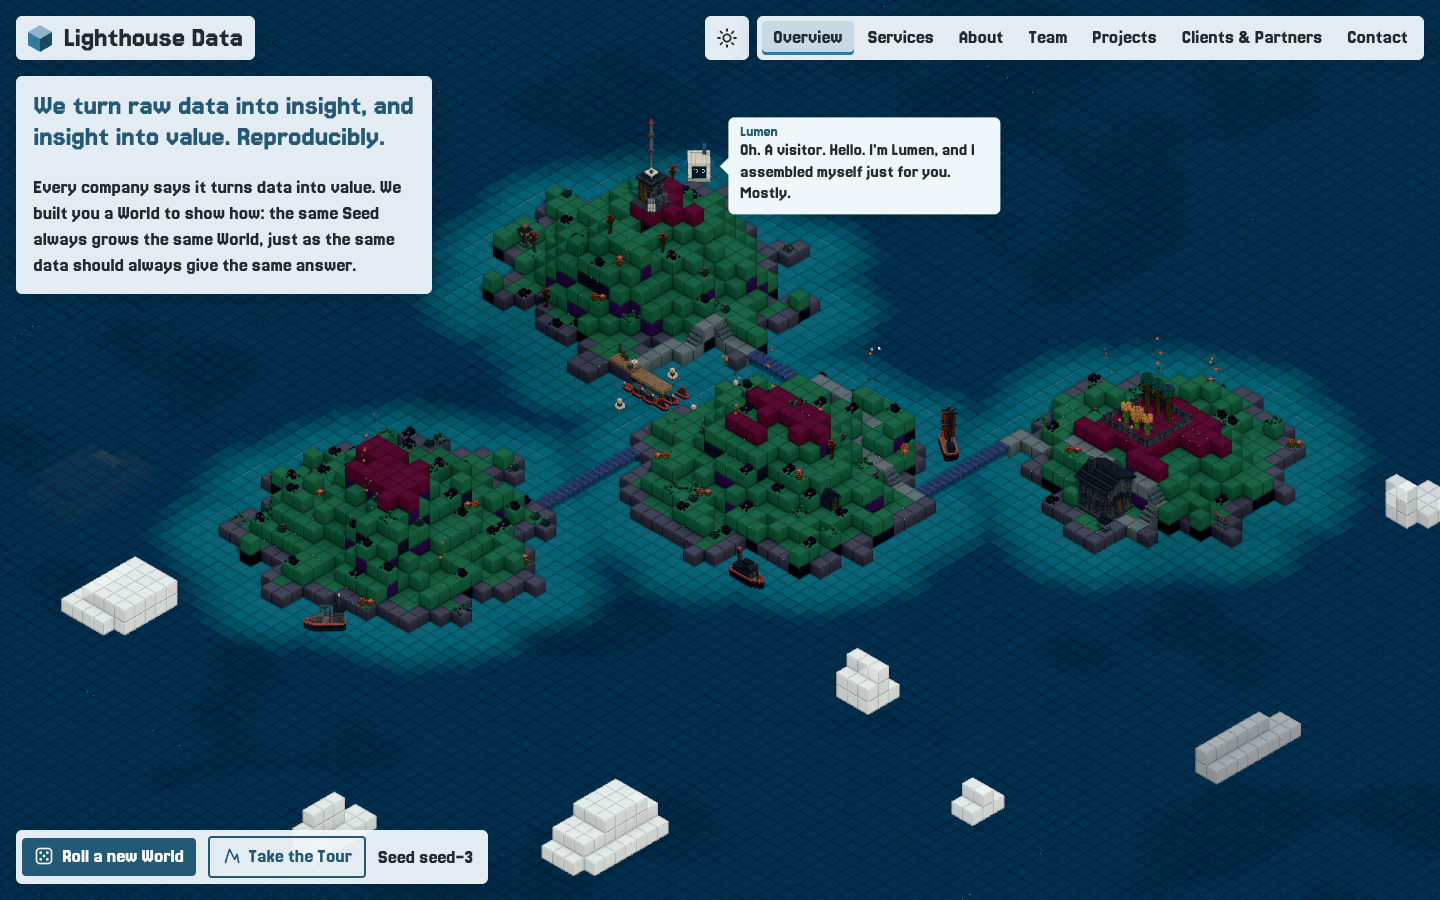 Lighthouse Data
Overview Services About Team Projects Clients & Partners Contact
We turn raw data into insight, and
insight into value. Reproducibly.
Every company says it turns data into value. We
built you a World to show how: the same Seed
always grows the same World, just as the same
data should always give the same answer.
Lumen
Oh. A visitor. Hello. I'm Lumen, and I
assembled myself just for you.
Mostly.
Roll a new World
Take the Tour
Seed seed-3